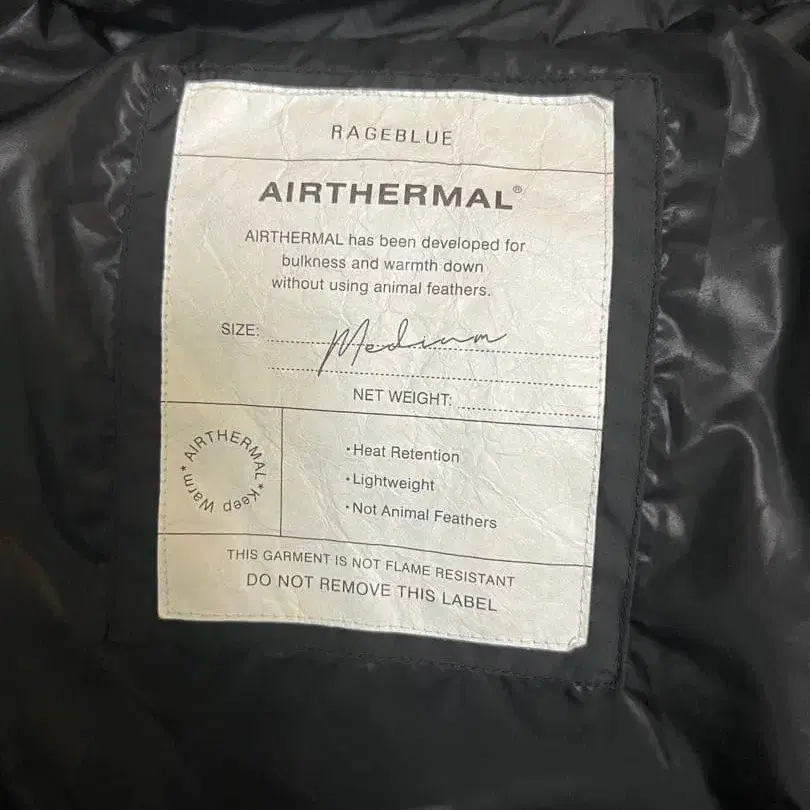 RAGEBLUE
AIRTHERMAL®
AIRTHERMAL has been developed for
bulkness and warmth down
without using animal feathers.
SIZE: Medium
NET WEIGHT:
AIRTHERMAL * Keep Warm *
・Heat Retention
・Lightweight
・Not Animal Feathers
THIS GARMENT IS NOT FLAME RESISTANT
DO NOT REMOVE THIS LABEL